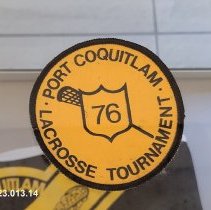 PORT COQUITLAM
76
LACROSSE TOURNAMENT
23.013.14